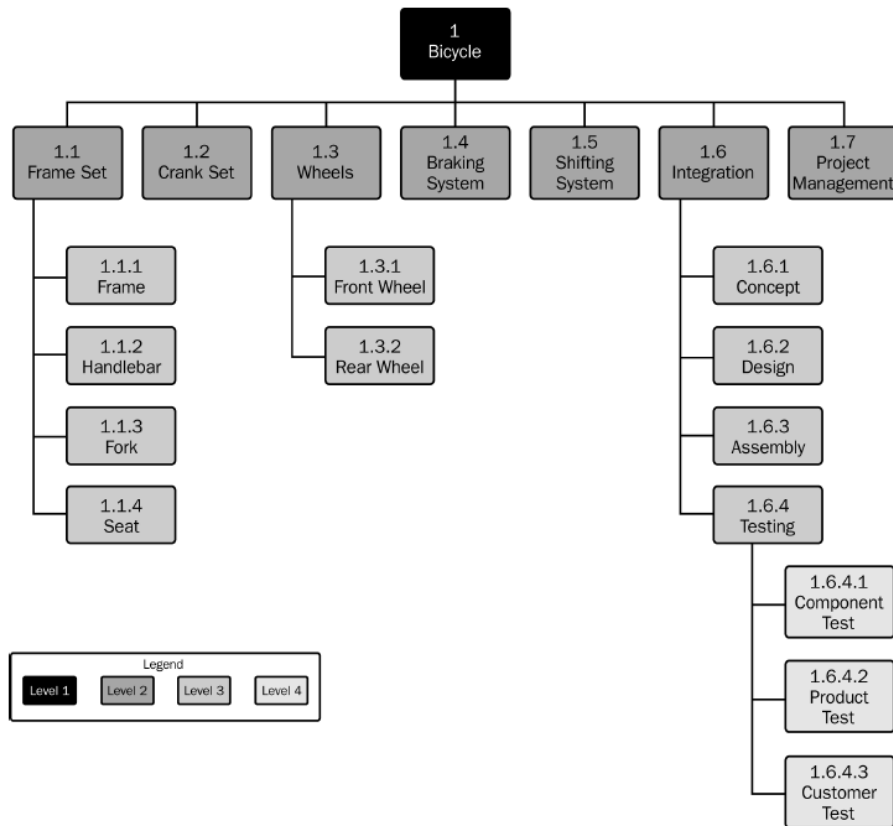 1
Bicycle
1.1
Frame Set
1.2
Crank Set
1.3
Wheels
1.4
Braking
System
1.5
Shifting
System
1.6
Integration
1.7
Project
Management
1.1.1
Frame
1.1.2
Handlebar
1.1.3
Fork
1.1.4
Seat
1.3.1
Front Wheel
1.3.2
Rear Wheel
1.6.1
Concept
1.6.2
Design
1.6.3
Assembly
1.6.4
Testing
1.6.4.1
Component
Test
1.6.4.2
Product
Test
1.6.4.3
Customer
Test
Legend
Level 1
Level 2
Level 3
Level 4